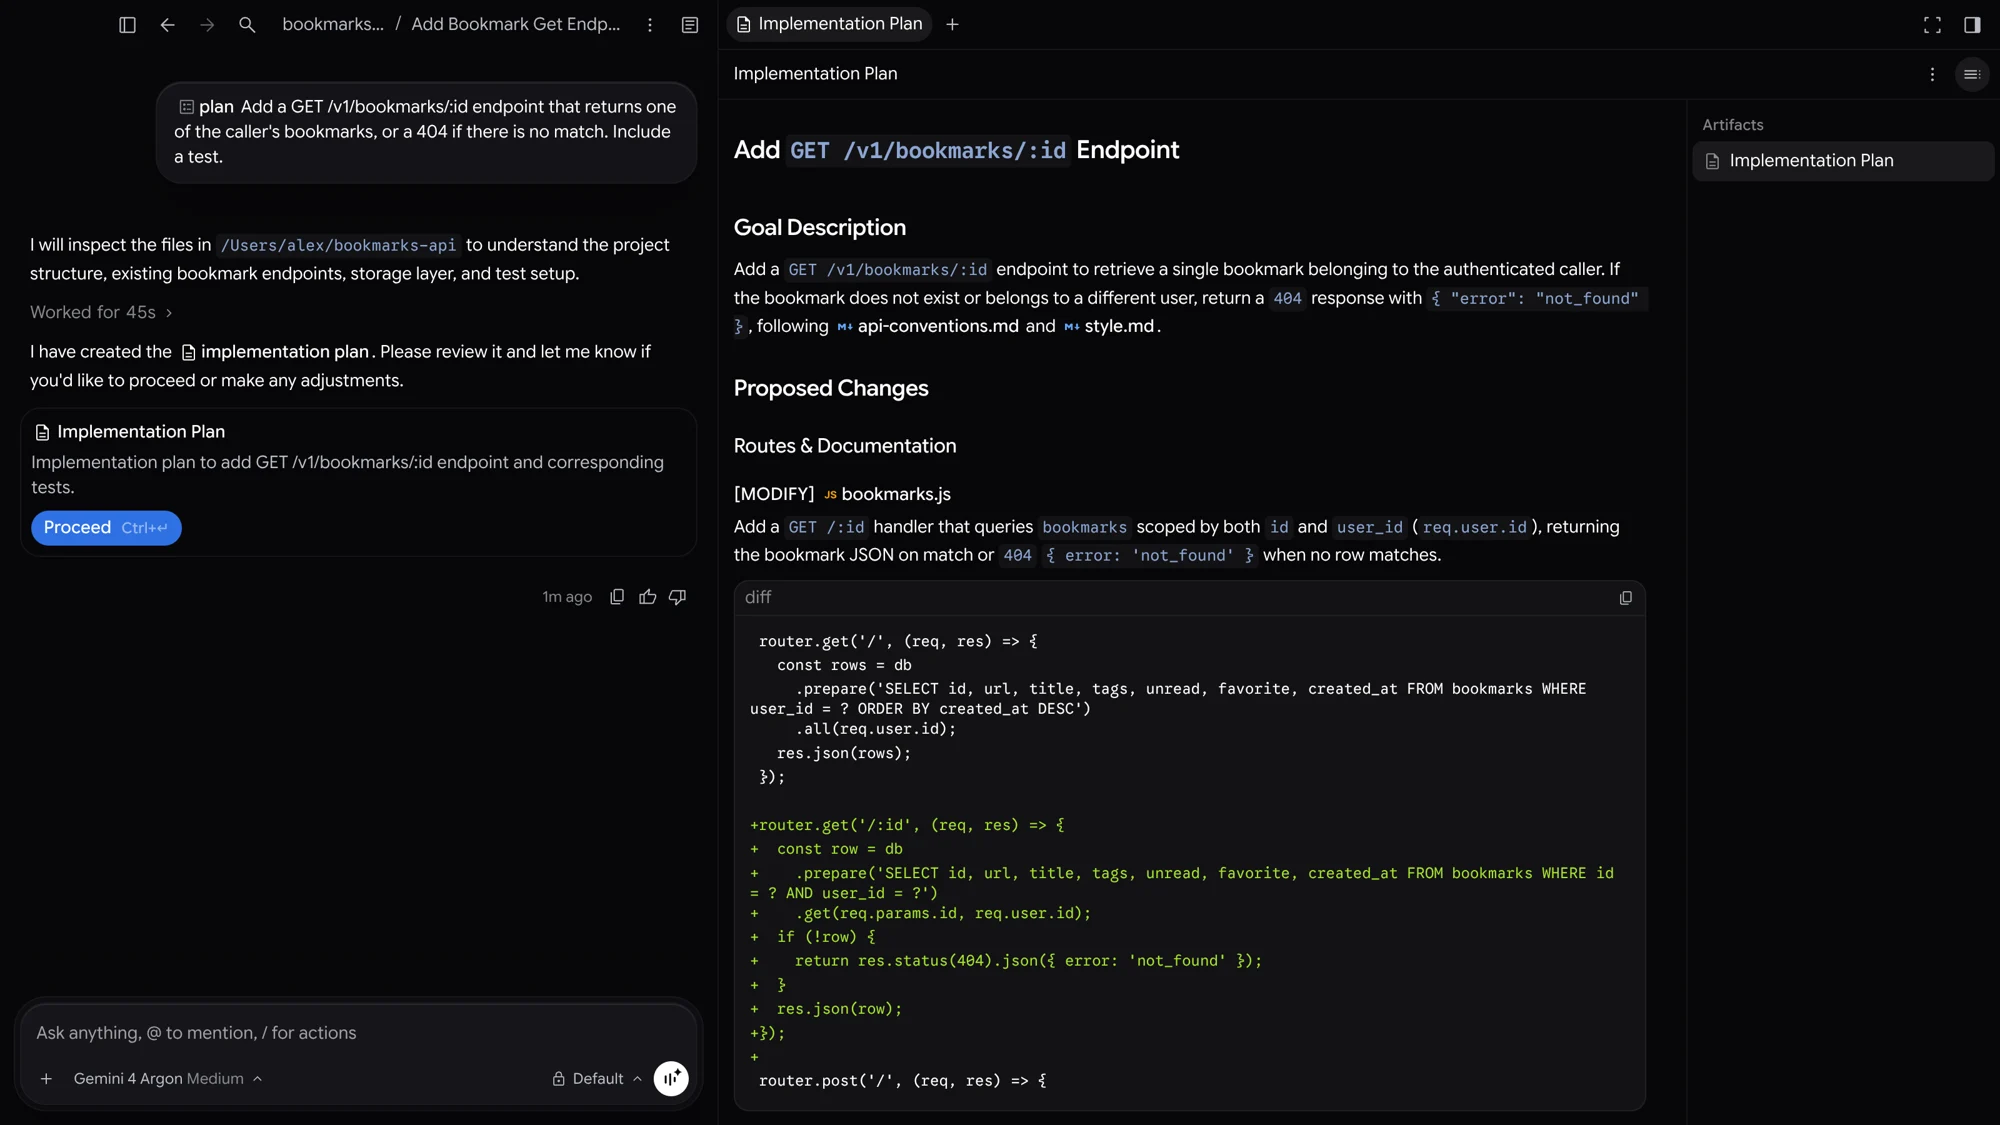 bookmarks... / Add Bookmark Get Endp...
plan Add a GET /v1/bookmarks/:id endpoint that returns one
of the caller's bookmarks, or a 404 if there is no match. Include
a test.
I will inspect the files in /Users/alex/bookmarks-api to understand the project
structure, existing bookmark endpoints, storage layer, and test setup.
Worked for 45s
I have created the implementation plan. Please review it and let me know if
you'd like to proceed or make any adjustments.
Implementation Plan
Implementation plan to add GET /v1/bookmarks/:id endpoint and corresponding
tests.
Proceed Ctrl+↵
1m ago
Ask anything, @ to mention, / for actions
Gemini 4 Argon Medium
Default
Implementation Plan
Implementation Plan
Add GET /v1/bookmarks/:id Endpoint
Goal Description
Add a GET /v1/bookmarks/:id endpoint to retrieve a single bookmark belonging to the authenticated caller. If
the bookmark does not exist or belongs to a different user, return a 404 response with { "error": "not_found"
}, following M↓ api-conventions.md and M↓ style.md.
Proposed Changes
Routes & Documentation
[MODIFY] JS bookmarks.js
Add a GET /:id handler that queries bookmarks scoped by both id and user_id (req.user.id), returning
the bookmark JSON on match or 404 { error: 'not_found' } when no row matches.
diff
router.get('/', (req, res) => {
const rows = db
.prepare('SELECT id, url, title, tags, unread, favorite, created_at FROM bookmarks WHERE
user_id = ? ORDER BY created_at DESC')
.all(req.user.id);
res.json(rows);
});
+router.get('/:id', (req, res) => {
+ const row = db
+ .prepare('SELECT id, url, title, tags, unread, favorite, created_at FROM bookmarks WHERE id
= ? AND user_id = ?')
+ .get(req.params.id, req.user.id);
+ if (!row) {
+ return res.status(404).json({ error: 'not_found' });
+ }
+ res.json(row);
+});
+
router.post('/', (req, res) => {
Artifacts
Implementation Plan